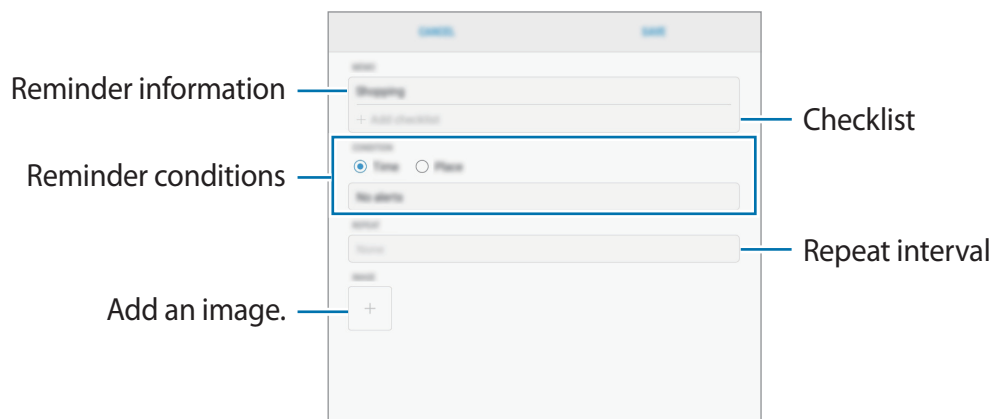 CANCEL
SAVE
MEMO
Reminder information
Shopping
+ Add checklist
Checklist
CONDITION
Time
Place
Reminder conditions
No alerts
REPEAT
None
Repeat interval
IMAGE
Add an image.
+